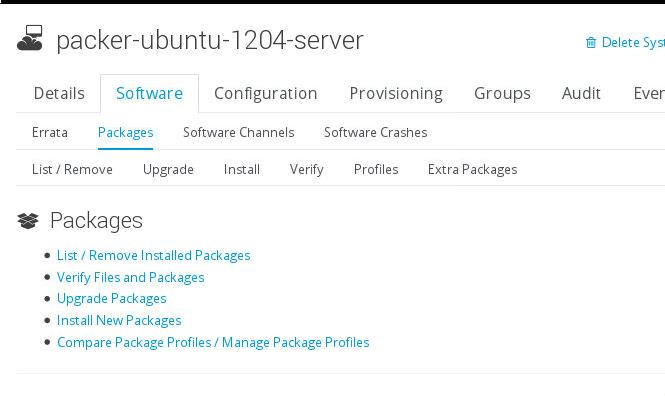 packer-ubuntu-1204-server
Delete Syst
Details Software Configuration Provisioning Groups Audit Even
Errata Packages Software Channels Software Crashes
List / Remove Upgrade Install Verify Profiles Extra Packages
Packages
List / Remove Installed Packages
Verify Files and Packages
Upgrade Packages
Install New Packages
Compare Package Profiles / Manage Package Profiles